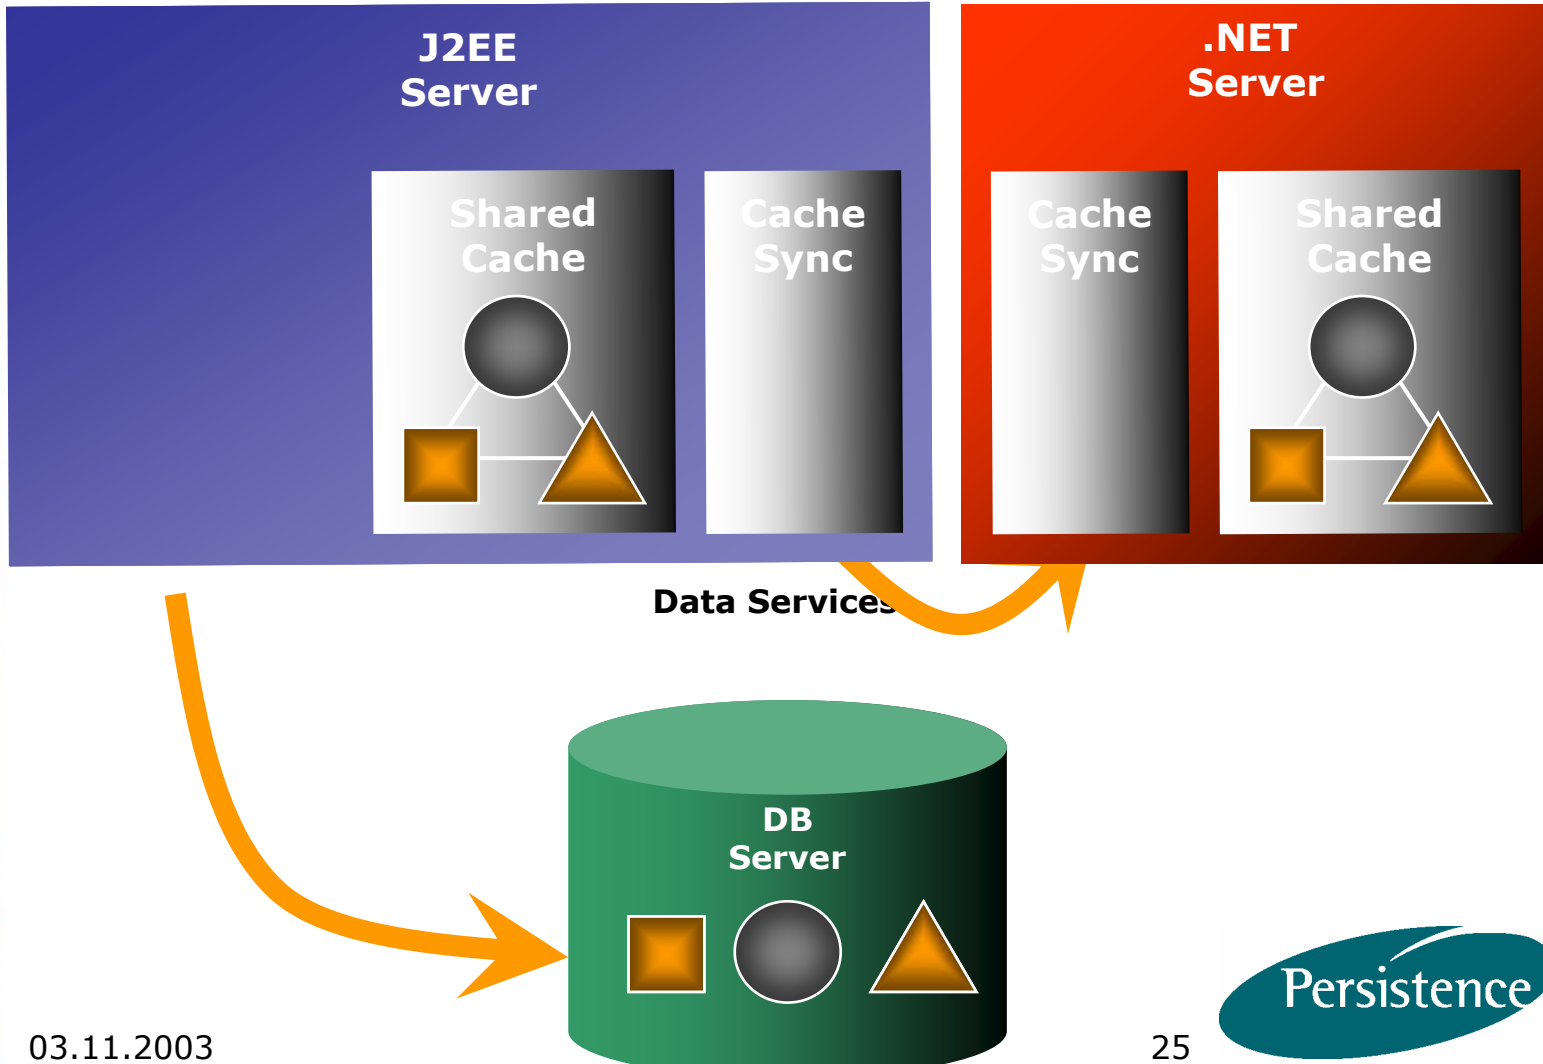 J2EE
Server
.NET
Server
Shared
Cache
Cache
Sync
Cache
Sync
Shared
Cache
Data Services
DB
Server
Persistence
03.11.2003
25